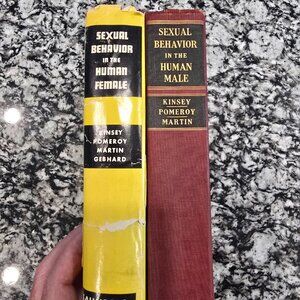 SEXUAL
BEHAVIOR
IN THE
HUMAN
FEMALE
KINSEY
POMEROY
MARTIN
GEBHARD
SEXUAL
BEHAVIOR
IN THE
HUMAN
MALE
KINSEY
POMEROY
MARTIN